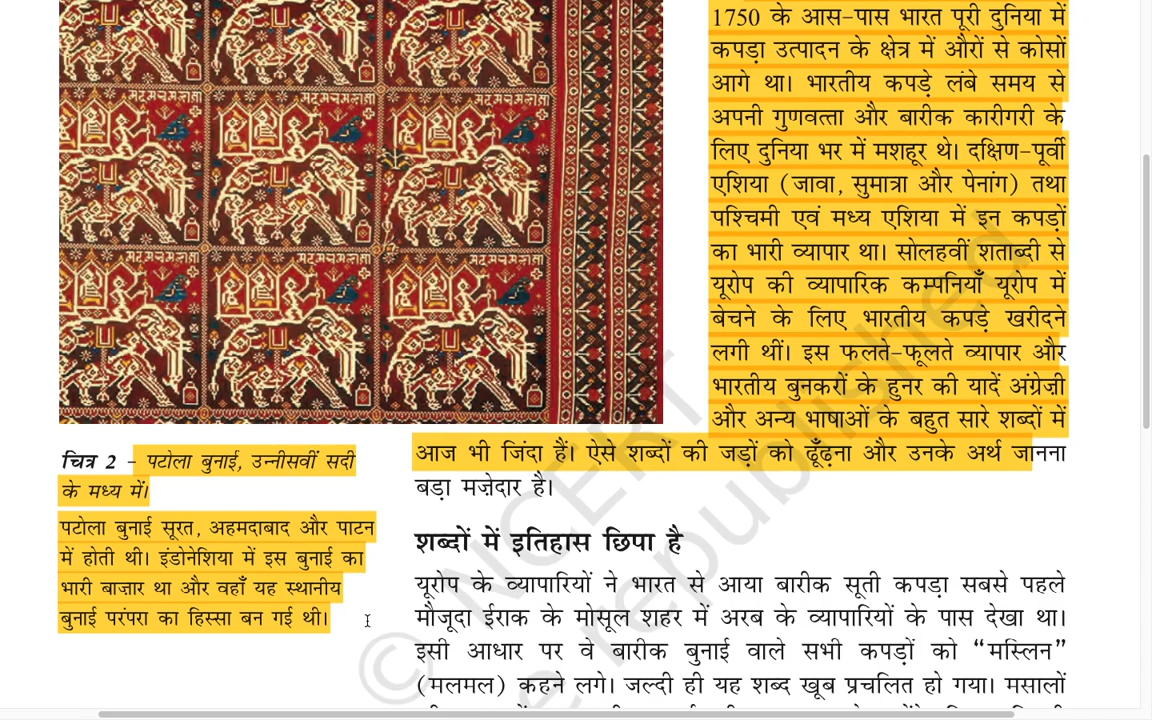 1750 के आस-पास भारत पूरी दुनिया में
कपड़ा उत्पादन के क्षेत्र में औरों से कोसों
आगे था। भारतीय कपड़े लंबे समय से
अपनी गुणवत्ता और बारीक कारीगरी के
लिए दुनिया भर में मशहूर थे। दक्षिण-पूर्वी
एशिया (जावा, सुमात्रा और पेनांग) तथा
पश्चिमी एवं मध्य एशिया में इन कपड़ों
का भारी व्यापार था। सोलहवीं शताब्दी से
यूरोप की व्यापारिक कम्पनियाँ यूरोप में
बेचने के लिए भारतीय कपड़े खरीदने
लगी थीं। इस फलते-फूलते व्यापार और
भारतीय बुनकरों के हुनर की यादें अंग्रेज़ी
और अन्य भाषाओं के बहुत सारे शब्दों में
आज भी जिंदा हैं। ऐसे शब्दों की जड़ों को ढूँढ़ना और उनके अर्थ जानना
बड़ा मज़ेदार है।
चित्र 2 - पटोला बुनाई, उन्नीसवीं सदी
के मध्य में।
पटोला बुनाई सूरत, अहमदाबाद और पाटन
में होती थी। इंडोनेशिया में इस बुनाई का
भारी बाज़ार था और वहाँ यह स्थानीय
बुनाई परंपरा का हिस्सा बन गई थी।
शब्दों में इतिहास छिपा है
यूरोप के व्यापारियों ने भारत से आया बारीक सूती कपड़ा सबसे पहले
मौजूदा ईराक के मोसूल शहर में अरब के व्यापारियों के पास देखा था।
इसी आधार पर वे बारीक बुनाई वाले सभी कपड़ों को “मस्लिन”
(मलमल) कहने लगे। जल्दी ही यह शब्द खूब प्रचलित हो गया। मसालों
© NCERT
be republished